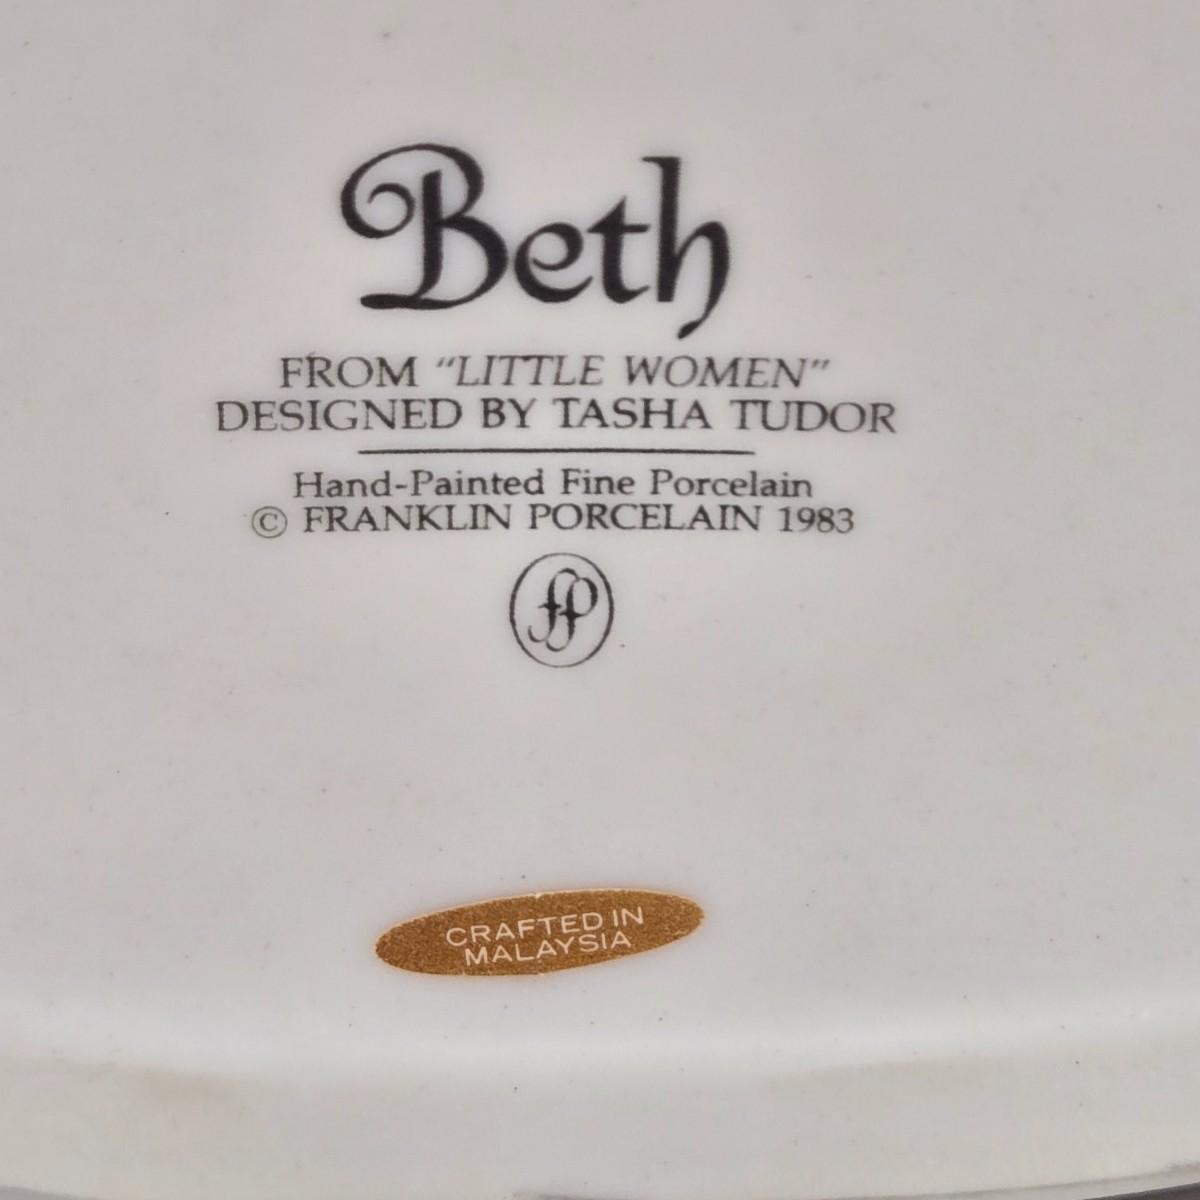 Beth
FROM "LITTLE WOMEN"
DESIGNED BY TASHA TUDOR
Hand-Painted Fine Porcelain
© FRANKLIN PORCELAIN 1983
fp
CRAFTED IN
MALAYSIA